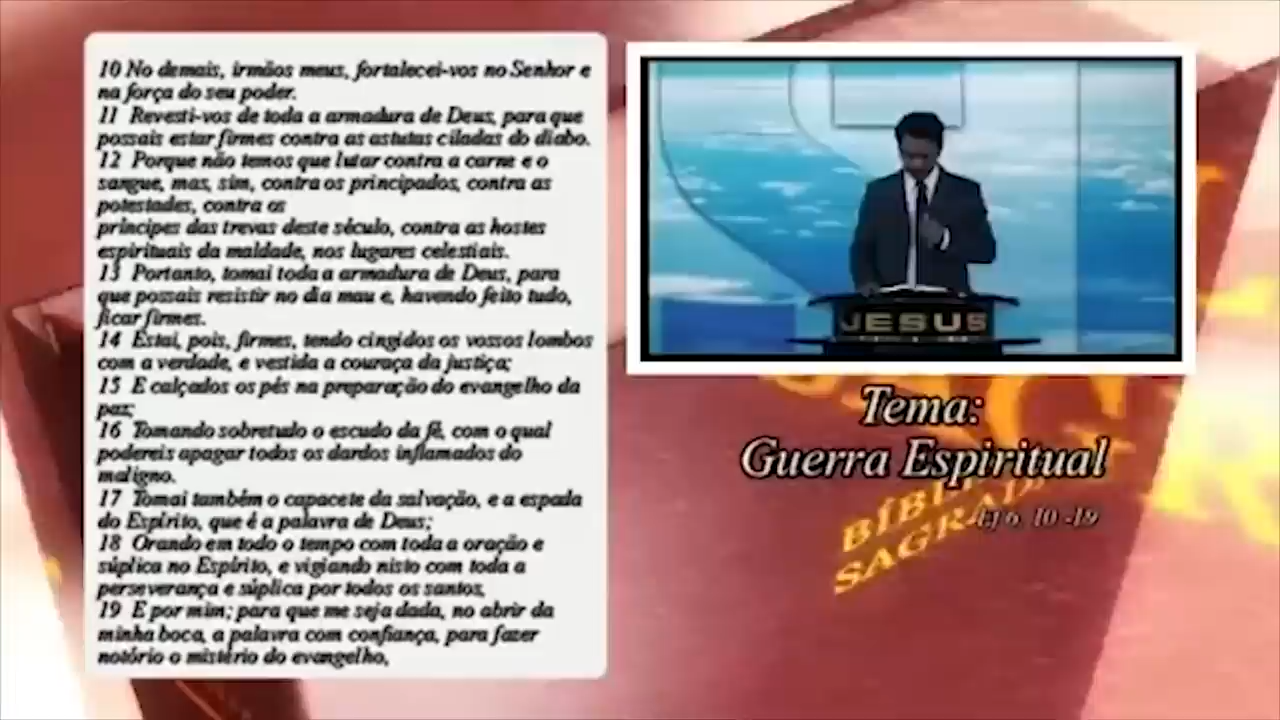 10 No demais, irmãos meus, fortalecei-vos no Senhor e
na força do seu poder.
11 Revesti-vos de toda a armadura de Deus, para que
possais estar firmes contra as astutas ciladas do diabo.
12 Porque não temos que lutar contra a carne e o
sangue, mas, sim, contra os principados, contra as
potestades, contra os
príncipes das trevas deste século, contra as hostes
espirituais da maldade, nos lugares celestiais.
13 Portanto, tomai toda a armadura de Deus, para
que possais resistir no dia mau e, havendo feito tudo,
ficar firmes.
14 Estai, pois, firmes, tendo cingidos os vossos lombos
com a verdade, e vestida a couraça da justiça;
15 E calçados os pés na preparação do evangelho da
paz;
16 Tomando sobretudo o escudo da fé, com o qual
podereis apagar todos os dardos inflamados do
maligno.
17 Tomai também o capacete da salvação, e a espada
do Espírito, que é a palavra de Deus;
18 Orando em todo o tempo com toda a oração e
súplica no Espírito, e vigiando nisto com toda a
perseverança e súplica por todos os santos,
19 E por mim; para que me seja dada, no abrir da
minha boca, a palavra com confiança, para fazer
notório o mistério do evangelho,
JESUS
Tema:
Guerra Espiritual
Ef 6, 10 -19
BÍBLIA
SAGRADA